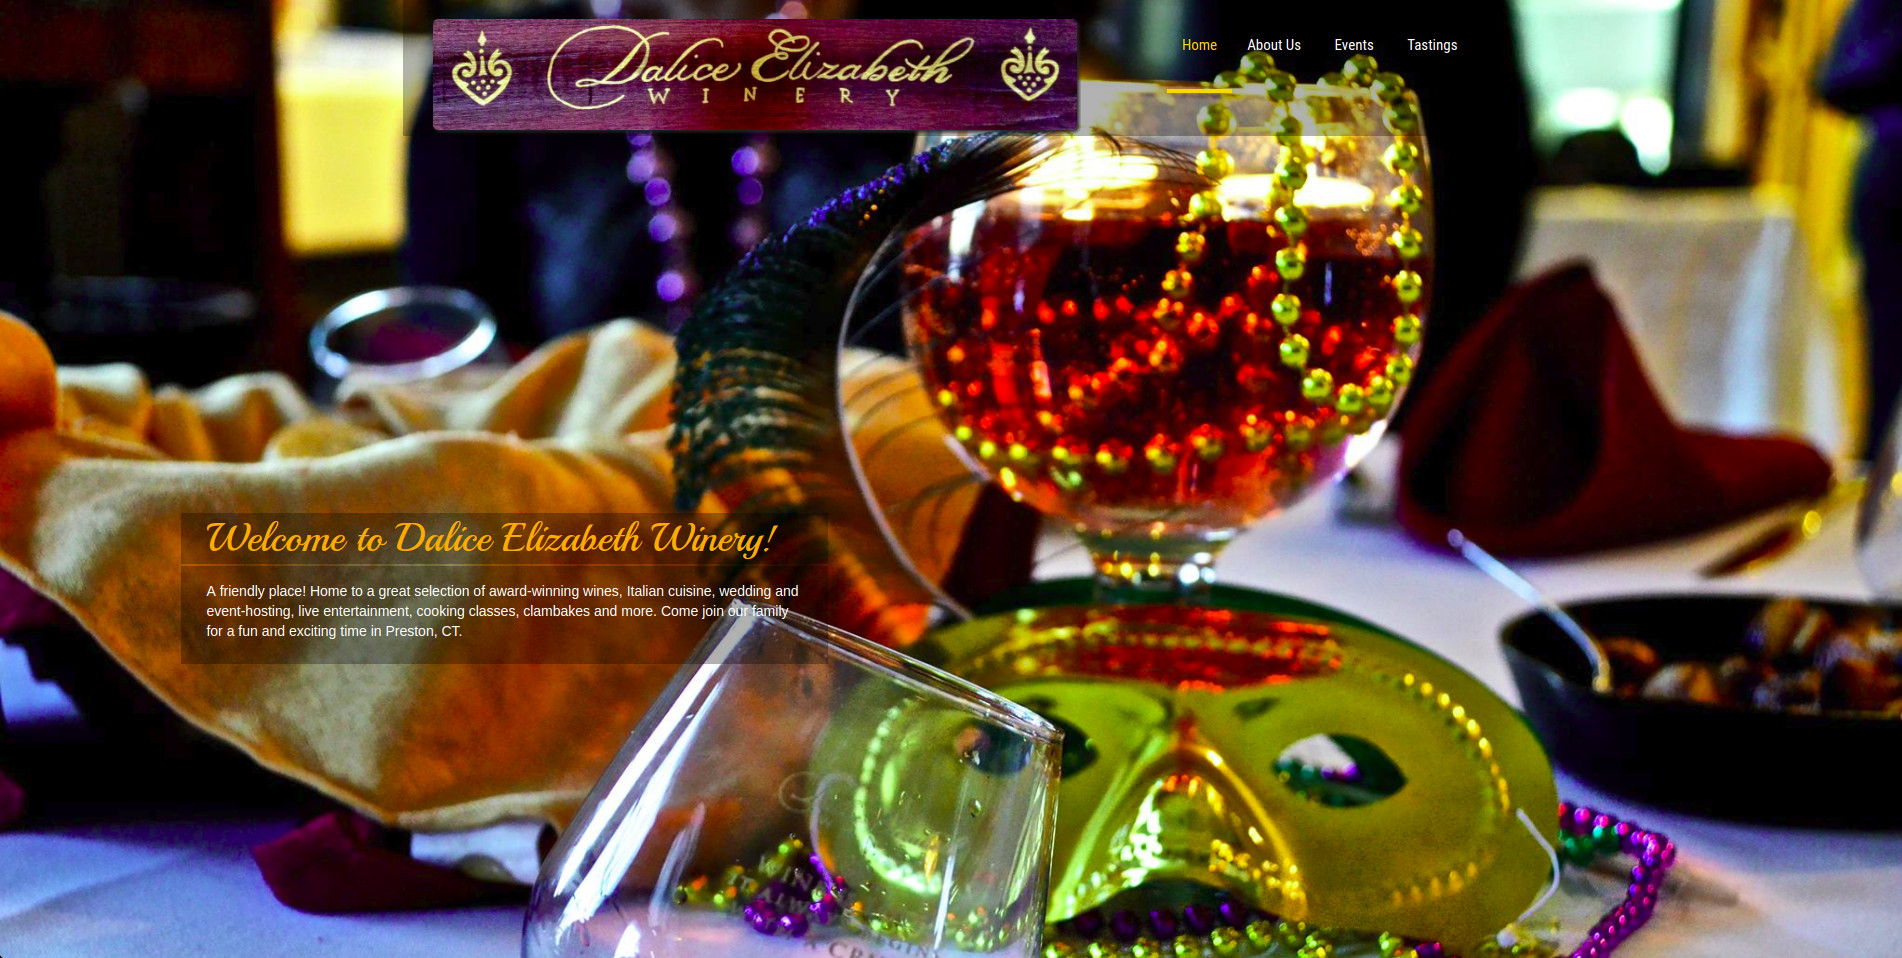 Dalice Elizabeth
WINERY
Home About Us Events Tastings
Welcome to Dalice Elizabeth Winery!
A friendly place! Home to a great selection of award-winning wines, Italian cuisine, wedding and
event-hosting, live entertainment, cooking classes, clambakes and more. Come join our family
for a fun and exciting time in Preston, CT.